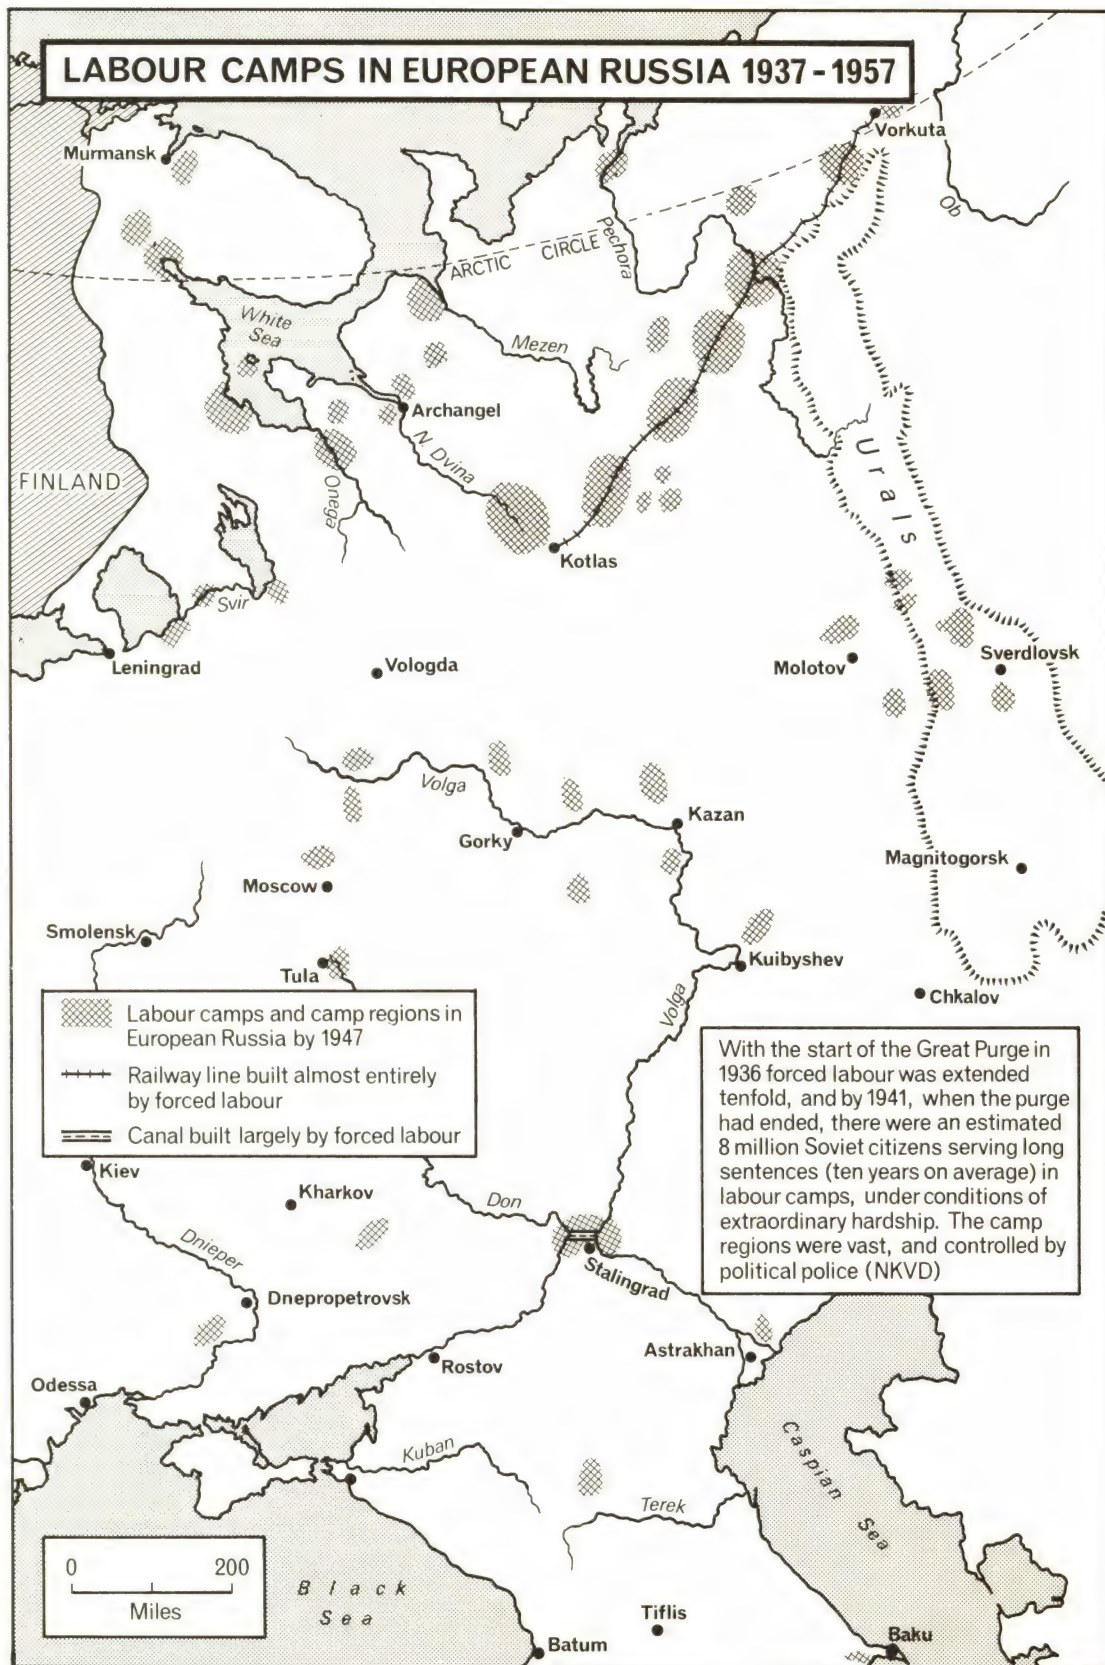 LABOUR CAMPS IN EUROPEAN RUSSIA 1937-1957
Vorkuta
Murmansk
Ob
Pechora
ARCTIC CIRCLE
White
Sea
Mezen
Archangel
N. Dvina
Urals
FINLAND
Onega
Kotlas
Svir
Leningrad
Vologda
Molotov
Sverdlovsk
Volga
Kazan
Gorky
Magnitogorsk
Moscow
Smolensk
Tula
Kuibyshev
Volga
Chkalov
Labour camps and camp regions in
European Russia by 1947
Railway line built almost entirely
by forced labour
Canal built largely by forced labour
With the start of the Great Purge in
1936 forced labour was extended
tenfold, and by 1941, when the purge
had ended, there were an estimated
8 million Soviet citizens serving long
sentences (ten years on average) in
labour camps, under conditions of
extraordinary hardship. The camp
regions were vast, and controlled by
political police (NKVD)
Kiev
Kharkov
Don
Dnieper
Stalingrad
Dnepropetrovsk
Astrakhan
Rostov
Odessa
Caspian Sea
Kuban
Terek
0 200
Miles
Black
Sea
Tiflis
Batum
Baku